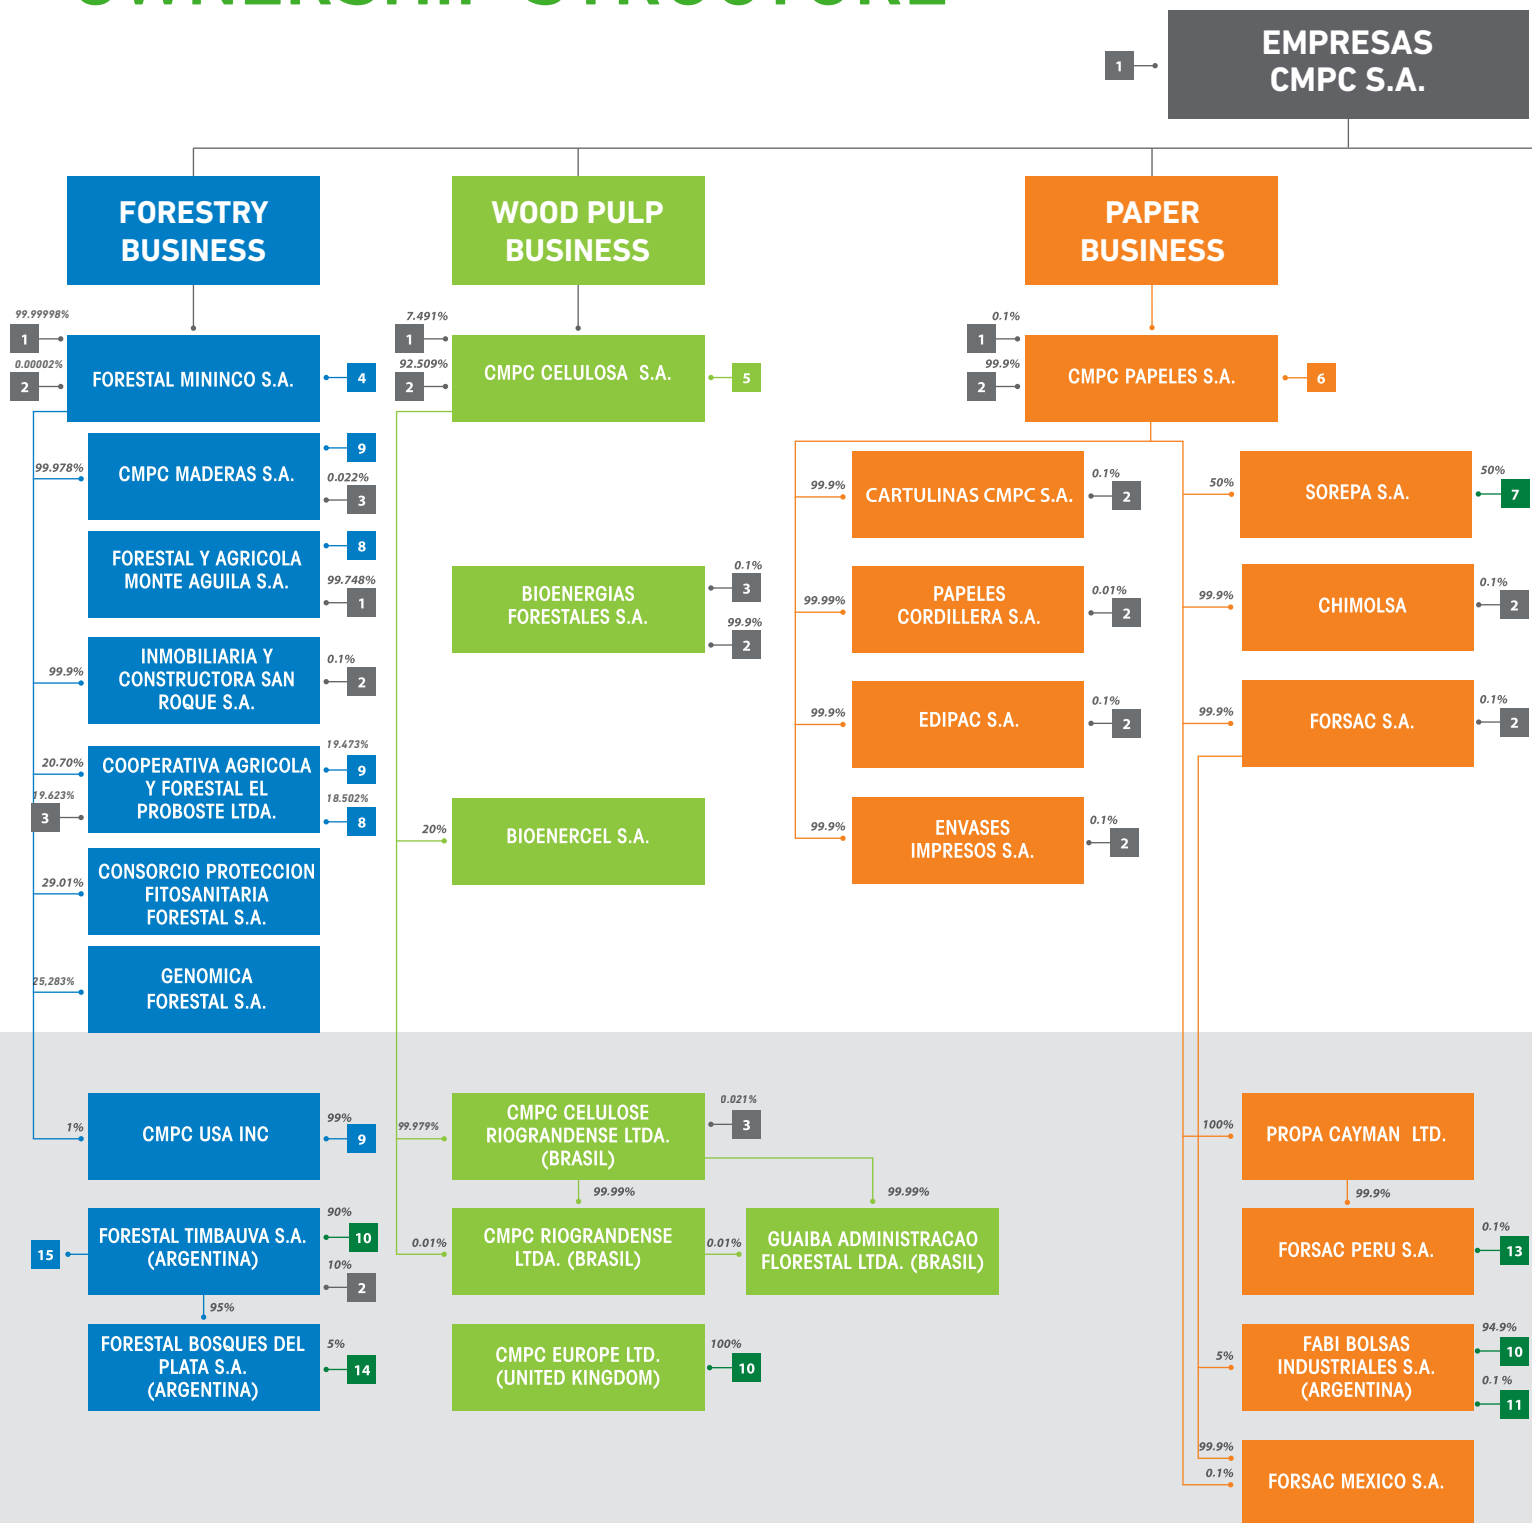 OWNERSHIP STRUCTURE
EMPRESAS
CMPC S.A.
1
FORESTRY
BUSINESS
WOOD PULP
BUSINESS
PAPER
BUSINESS
99.99998%
1
0.00002%
2
FORESTAL MININCO S.A.
4
7.491%
1
92.509%
2
CMPC CELULOSA S.A.
5
0.1%
1
99.9%
2
CMPC PAPELES S.A.
6
99.978%
CMPC MADERAS S.A.
9
0.022%
3
FORESTAL Y AGRICOLA
MONTE AGUILA S.A.
8
99.748%
1
99.9%
INMOBILIARIA Y
CONSTRUCTORA SAN
ROQUE S.A.
0.1%
2
20.70%
19.623%
3
COOPERATIVA AGRICOLA
Y FORESTAL EL
PROBOSTE LTDA.
19.473%
9
18.502%
8
29.01%
CONSORCIO PROTECCION
FITOSANITARIA
FORESTAL S.A.
25,283%
GENOMICA
FORESTAL S.A.
1%
CMPC USA INC
99%
9
15
FORESTAL TIMBAUVA S.A.
(ARGENTINA)
90%
10
10%
2
95%
FORESTAL BOSQUES DEL
PLATA S.A.
(ARGENTINA)
5%
14
BIOENERGIAS
FORESTALES S.A.
0.1%
3
99.9%
2
20%
BIOENERCEL S.A.
99.979%
CMPC CELULOSE
RIOGRANDENSE LTDA.
(BRASIL)
0.021%
3
99.99%
99.99%
0.01%
CMPC RIOGRANDENSE
LTDA. (BRASIL)
0.01%
GUAIBA ADMINISTRACAO
FLORESTAL LTDA. (BRASIL)
CMPC EUROPE LTD.
(UNITED KINGDOM)
100%
10
99.9%
CARTULINAS CMPC S.A.
0.1%
2
99.99%
PAPELES
CORDILLERA S.A.
0.01%
2
99.9%
EDIPAC S.A.
0.1%
2
99.9%
ENVASES
IMPRESOS S.A.
0.1%
2
50%
SOREPA S.A.
50%
7
99.9%
CHIMOLSA
0.1%
2
99.9%
FORSAC S.A.
0.1%
2
100%
PROPA CAYMAN LTD.
99.9%
FORSAC PERU S.A.
0.1%
13
5%
FABI BOLSAS
INDUSTRIALES S.A.
(ARGENTINA)
94.9%
10
0.1 %
11
99.9%
0.1%
FORSAC MEXICO S.A.